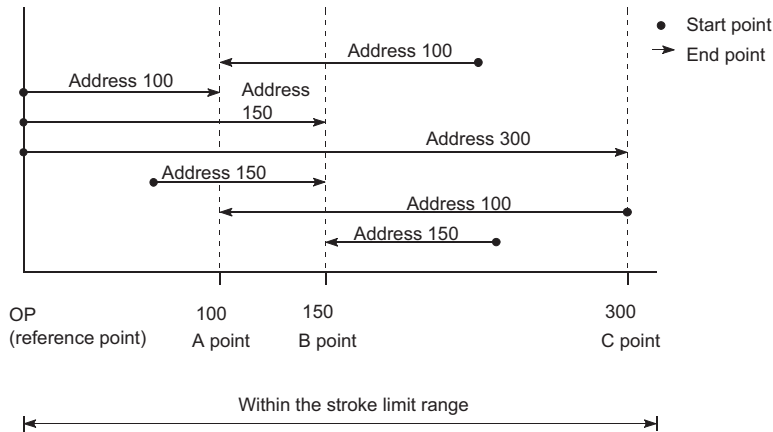 Start point
End point
Address 100
Address 100
Address
150
Address 300
Address 150
Address 100
Address 150
OP
(reference point)
100
A point
150
B point
300
C point
Within the stroke limit range